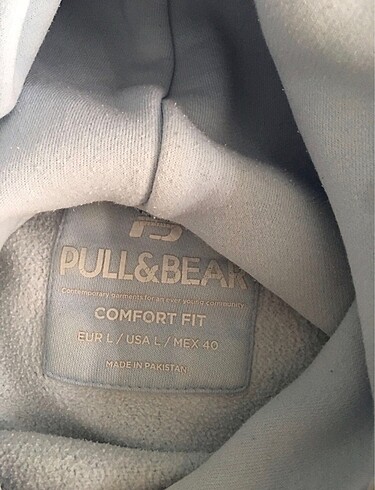 PULL&BEAR
Contemporary garments for an ever young community
COMFORT FIT
EUR L / USA L / MEX 40
MADE IN PAKISTAN